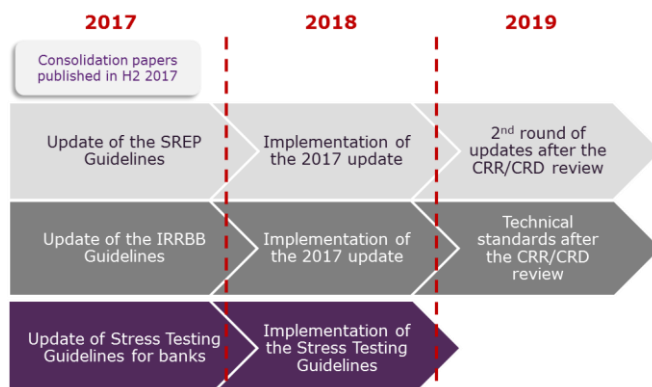 2017
2018
2019
Consolidation papers
published in H2 2017
Update of the SREP
Guidelines
Implementation of
the 2017 update
2nd round of
updates after the
CRR/CRD review
Update of the IRRBB
Guidelines
Implementation of
the 2017 update
Technical
standards after
the CRR/CRD
review
Update of Stress Testing
Guidelines for banks
Implementation of
the Stress Testing
Guidelines